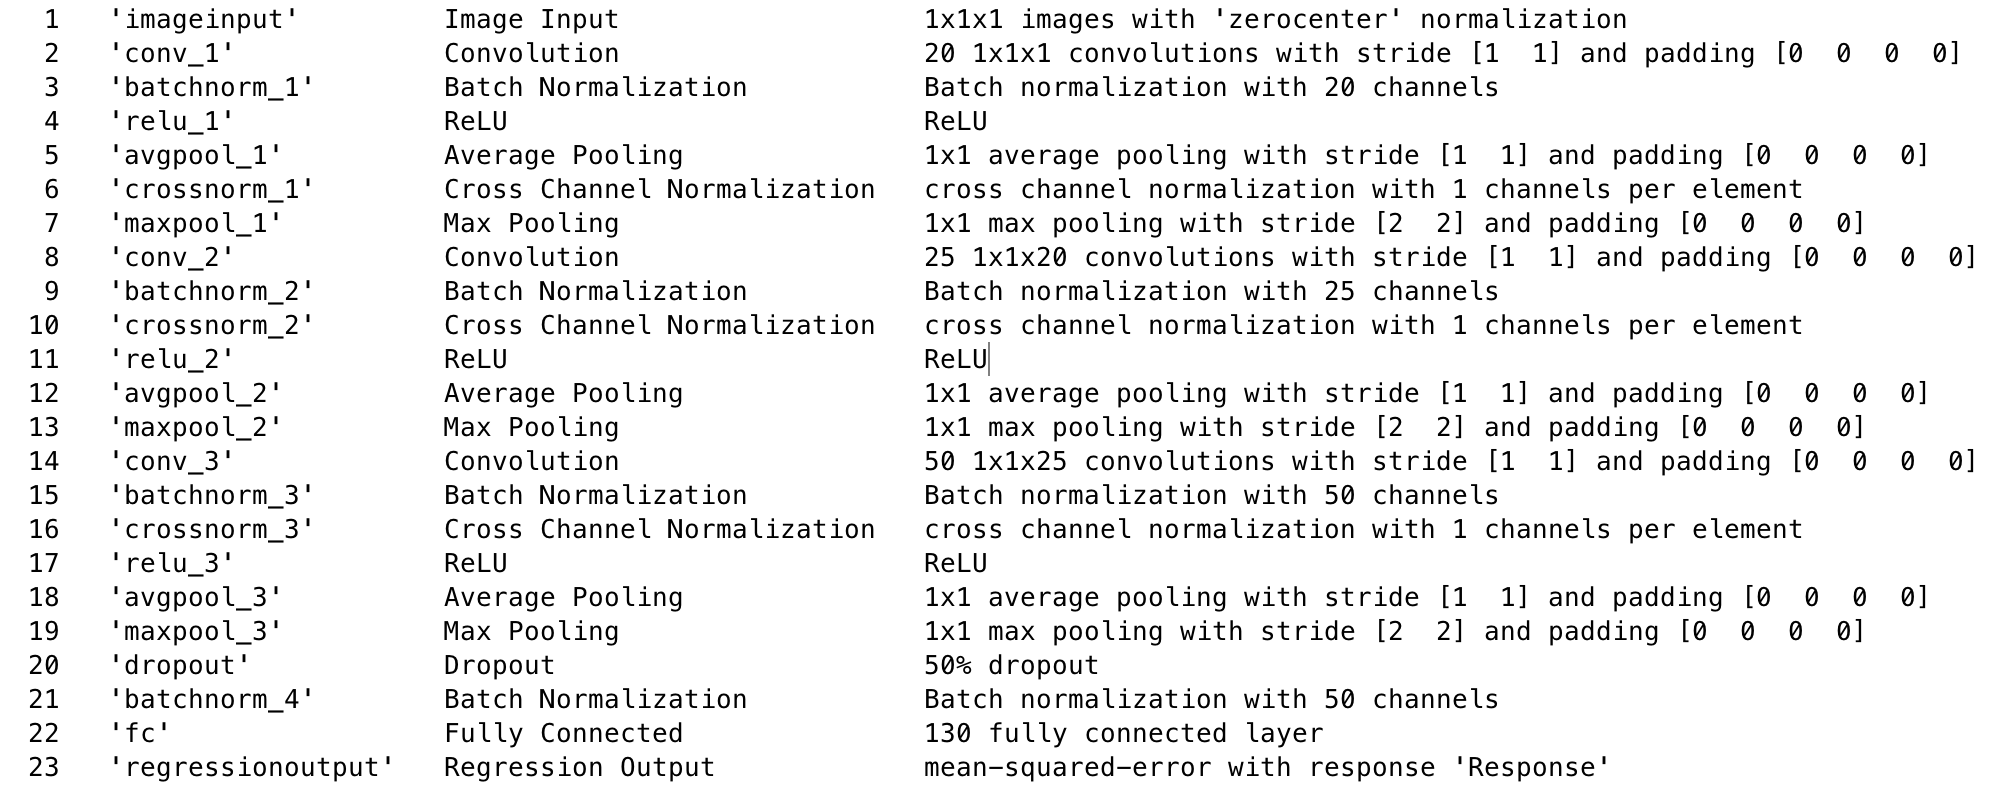 1 'imageinput' Image Input 1x1x1 images with 'zerocenter' normalization
2 'conv_1' Convolution 20 1x1x1 convolutions with stride [1 1] and padding [0 0 0 0]
3 'batchnorm_1' Batch Normalization Batch normalization with 20 channels
4 'relu_1' ReLU ReLU
5 'avgpool_1' Average Pooling 1x1 average pooling with stride [1 1] and padding [0 0 0 0]
6 'crossnorm_1' Cross Channel Normalization cross channel normalization with 1 channels per element
7 'maxpool_1' Max Pooling 1x1 max pooling with stride [2 2] and padding [0 0 0 0]
8 'conv_2' Convolution 25 1x1x20 convolutions with stride [1 1] and padding [0 0 0 0]
9 'batchnorm_2' Batch Normalization Batch normalization with 25 channels
10 'crossnorm_2' Cross Channel Normalization cross channel normalization with 1 channels per element
11 'relu_2' ReLU ReLU
12 'avgpool_2' Average Pooling 1x1 average pooling with stride [1 1] and padding [0 0 0 0]
13 'maxpool_2' Max Pooling 1x1 max pooling with stride [2 2] and padding [0 0 0 0]
14 'conv_3' Convolution 50 1x1x25 convolutions with stride [1 1] and padding [0 0 0 0]
15 'batchnorm_3' Batch Normalization Batch normalization with 50 channels
16 'crossnorm_3' Cross Channel Normalization cross channel normalization with 1 channels per element
17 'relu_3' ReLU ReLU
18 'avgpool_3' Average Pooling 1x1 average pooling with stride [1 1] and padding [0 0 0 0]
19 'maxpool_3' Max Pooling 1x1 max pooling with stride [2 2] and padding [0 0 0 0]
20 'dropout' Dropout 50% dropout
21 'batchnorm_4' Batch Normalization Batch normalization with 50 channels
22 'fc' Fully Connected 130 fully connected layer
23 'regressionoutput' Regression Output mean-squared-error with response 'Response'